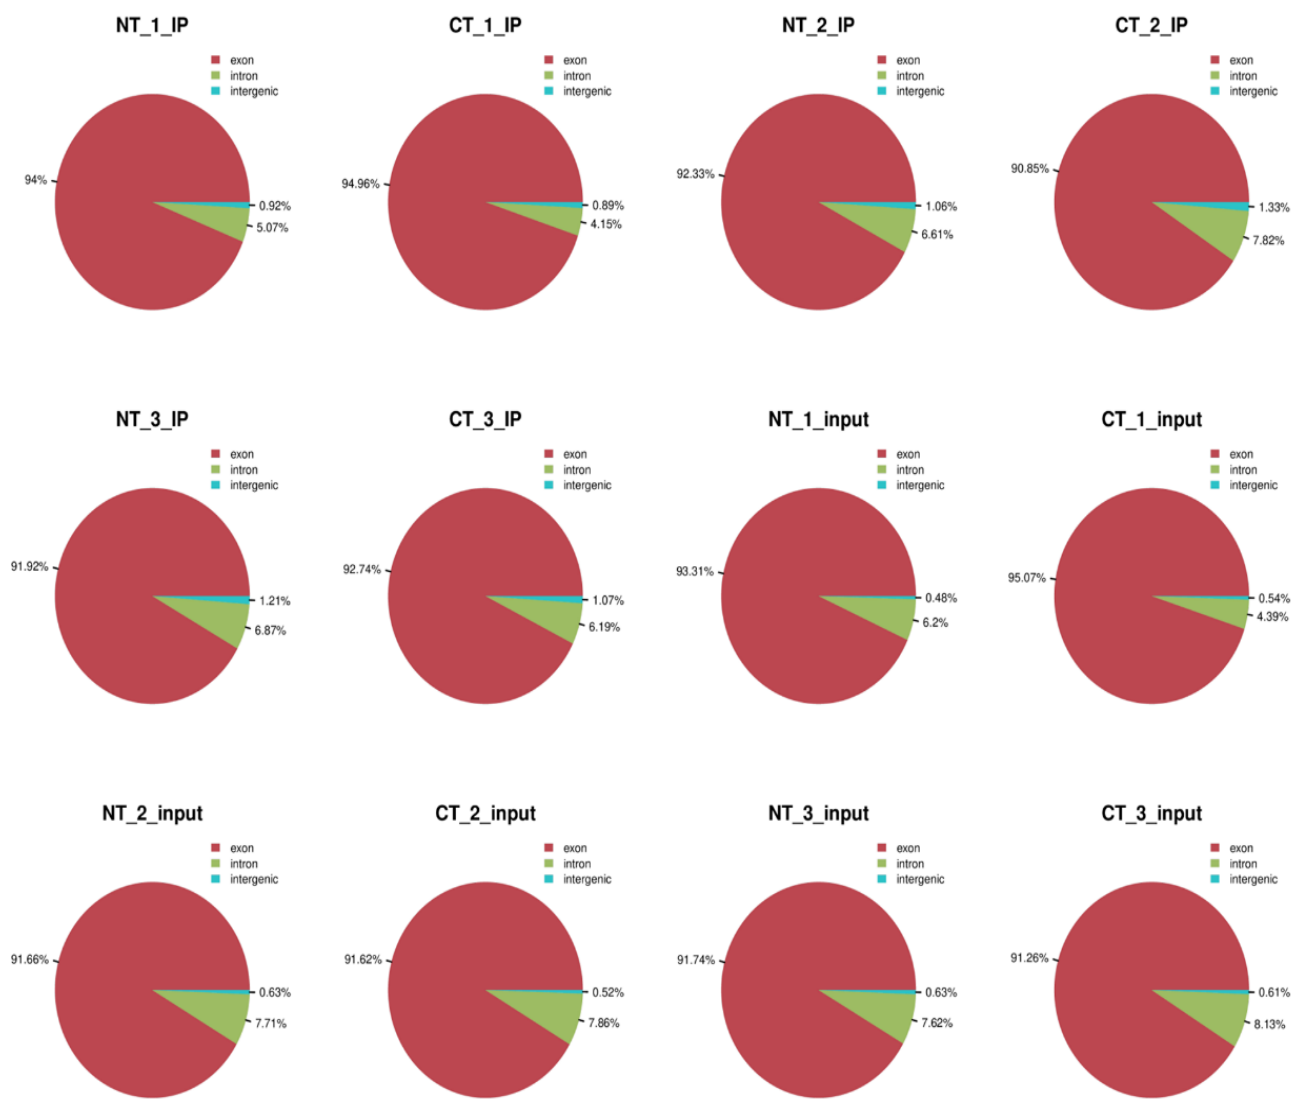 NT_1_IP
exon
intron
intergenic
94%
0.92%
5.07%
CT_1_IP
exon
intron
intergenic
94.96%
0.89%
4.15%
NT_2_IP
exon
intron
intergenic
92.33%
1.06%
6.61%
CT_2_IP
exon
intron
intergenic
90.85%
1.33%
7.82%
NT_3_IP
exon
intron
intergenic
91.92%
1.21%
6.87%
CT_3_IP
exon
intron
intergenic
92.74%
1.07%
6.19%
NT_1_input
exon
intron
intergenic
93.31%
0.48%
6.2%
CT_1_input
exon
intron
intergenic
95.07%
0.54%
4.39%
NT_2_input
exon
intron
intergenic
91.66%
0.63%
7.71%
CT_2_input
exon
intron
intergenic
91.62%
0.52%
7.86%
NT_3_input
exon
intron
intergenic
91.74%
0.63%
7.62%
CT_3_input
exon
intron
intergenic
91.26%
0.61%
8.13%